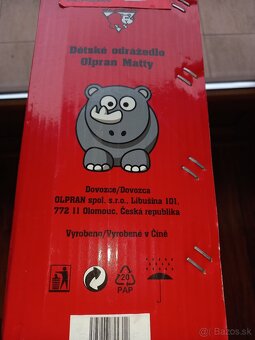 Dětské odrážedlo
Olpran Matty
Dovozce/Dovozca
OLPRAN spol. s.r.o., Libušina 101,
772 11 Olomouc, Česká republika
Vyrobeno/Vyrobené v Číně
20
PAP
Bazos.sk